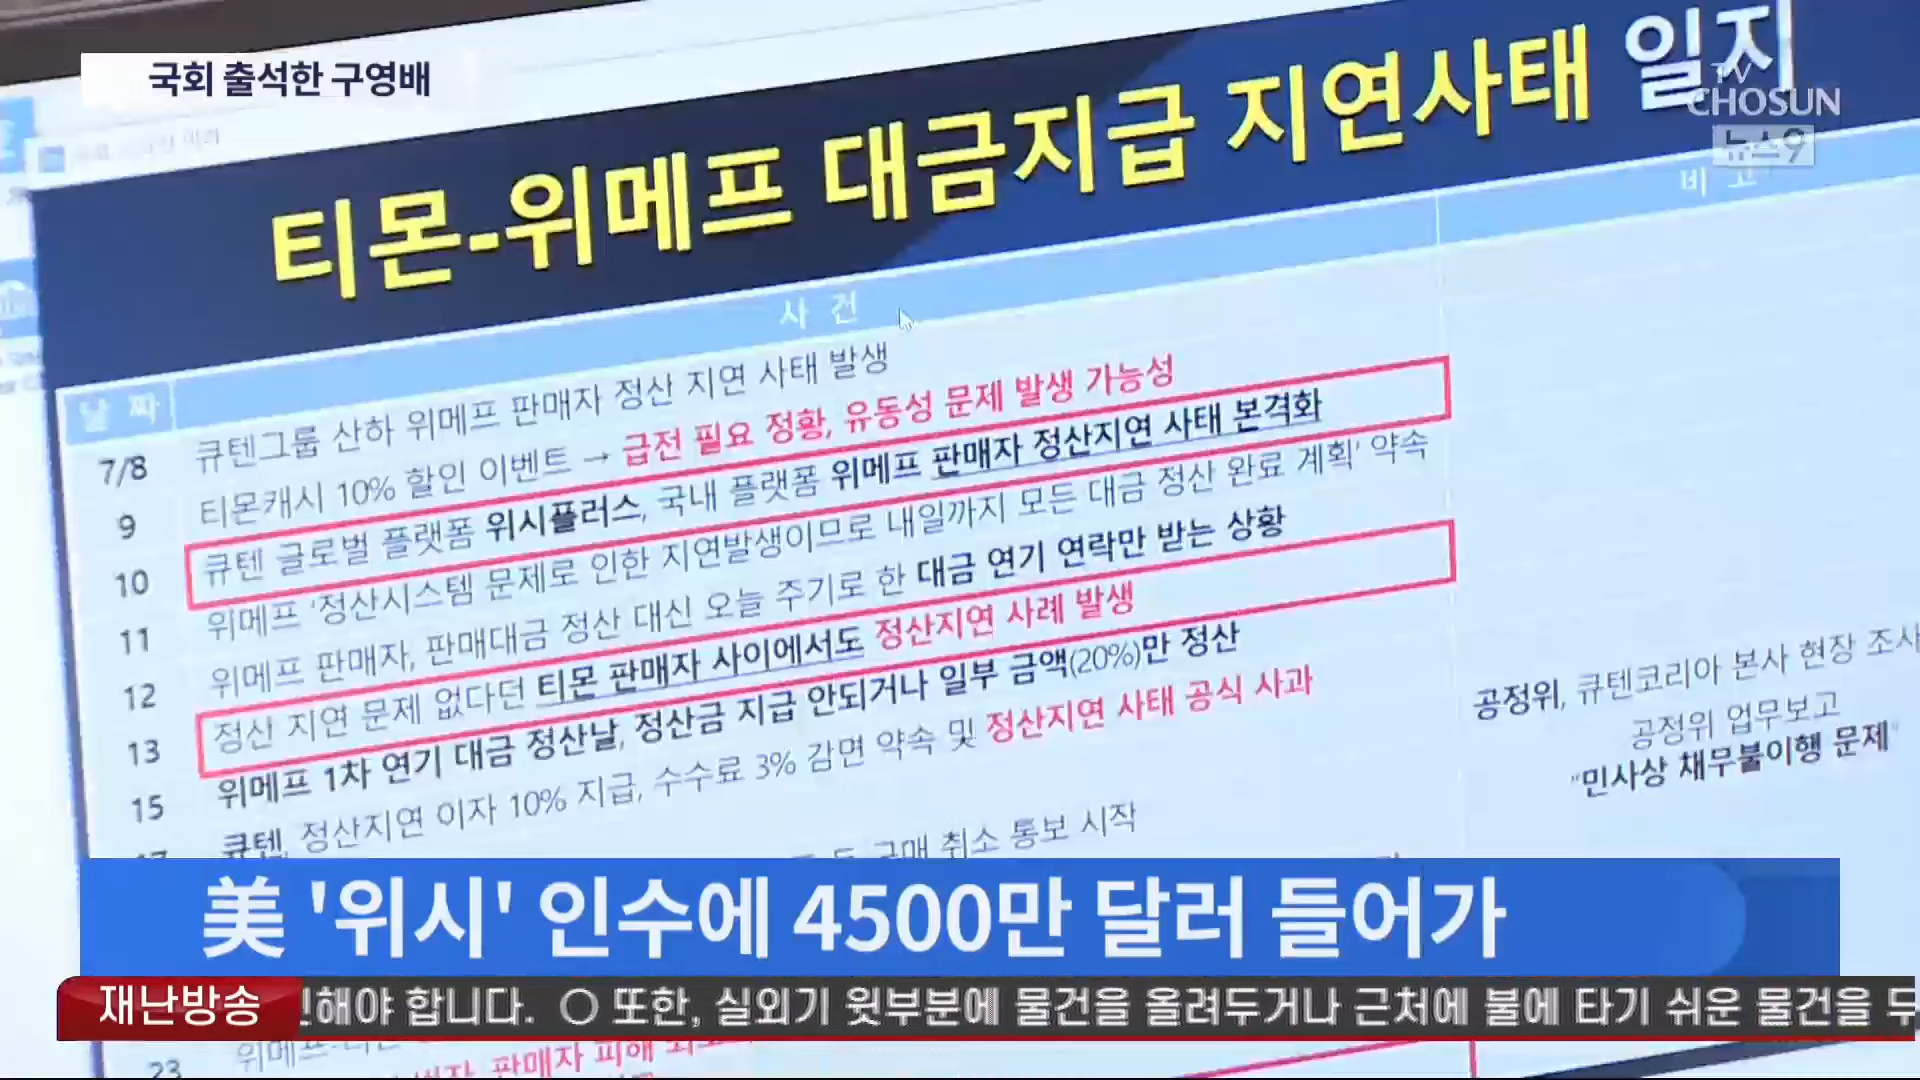 국회 출석한 구영배
TV
CHOSUN
뉴스9
티몬-위메프 대금지급 지연사태 일지
날 짜
사 건
비 고
7/8
큐텐그룹 산하 위메프 판매자 정산 지연 사태 발생
9
티몬캐시 10% 할인 이벤트 → 급전 필요 정황, 유동성 문제 발생 가능성
10
큐텐 글로벌 플랫폼 위시플러스, 국내 플랫폼 위메프 판매자 정산지연 사태 본격화
11
위메프 '정산시스템 문제로 인한 지연발생이므로 내일까지 모든 대금 정산 완료 계획' 약속
12
위메프 판매자, 판매대금 정산 대신 오늘 주기로 한 대금 연기 연락만 받는 상황
13
정산 지연 문제 없다던 티몬 판매자 사이에서도 정산지연 사례 발생
15
위메프 1차 연기 대금 정산날, 정산금 지급 안되거나 일부 금액(20%)만 정산
17
큐텐, 정산지연 이자 10% 지급, 수수료 3% 감면 약속 및 정산지연 사태 공식 사과
공정위, 큐텐코리아 본사 현장 조사
공정위 업무보고
"민사상 채무불이행 문제"
구매 취소 통보 시작
美 '위시' 인수에 4500만 달러 들어가
재난방송
해야 합니다. ○ 또한, 실외기 윗부분에 물건을 올려두거나 근처에 불에 타기 쉬운 물건을 두
23
판매자 피해